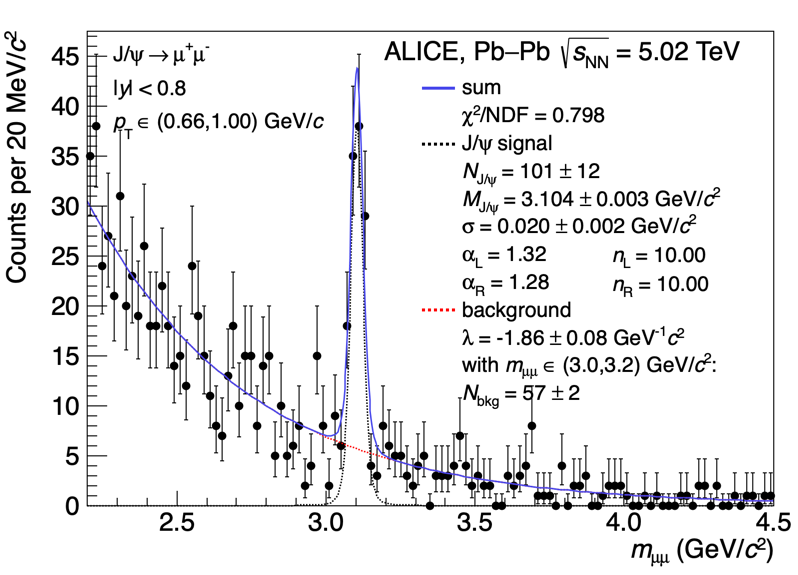 Counts per 20 MeV/c²
45
40
35
30
25
20
15
10
5
0
J/ψ → μ⁺μ⁻
|y| < 0.8
p_T ∈ (0.66,1.00) GeV/c
ALICE, Pb–Pb √s_NN = 5.02 TeV
sum
χ²/NDF = 0.798
J/ψ signal
N_J/ψ = 101 ± 12
M_J/ψ = 3.104 ± 0.003 GeV/c²
σ = 0.020 ± 0.002 GeV/c²
α_L = 1.32 n_L = 10.00
α_R = 1.28 n_R = 10.00
background
λ = -1.86 ± 0.08 GeV⁻¹c²
with m_μμ ∈ (3.0,3.2) GeV/c²:
N_bkg = 57 ± 2
2.5 3.0 3.5 4.0 4.5
m_μμ (GeV/c²)